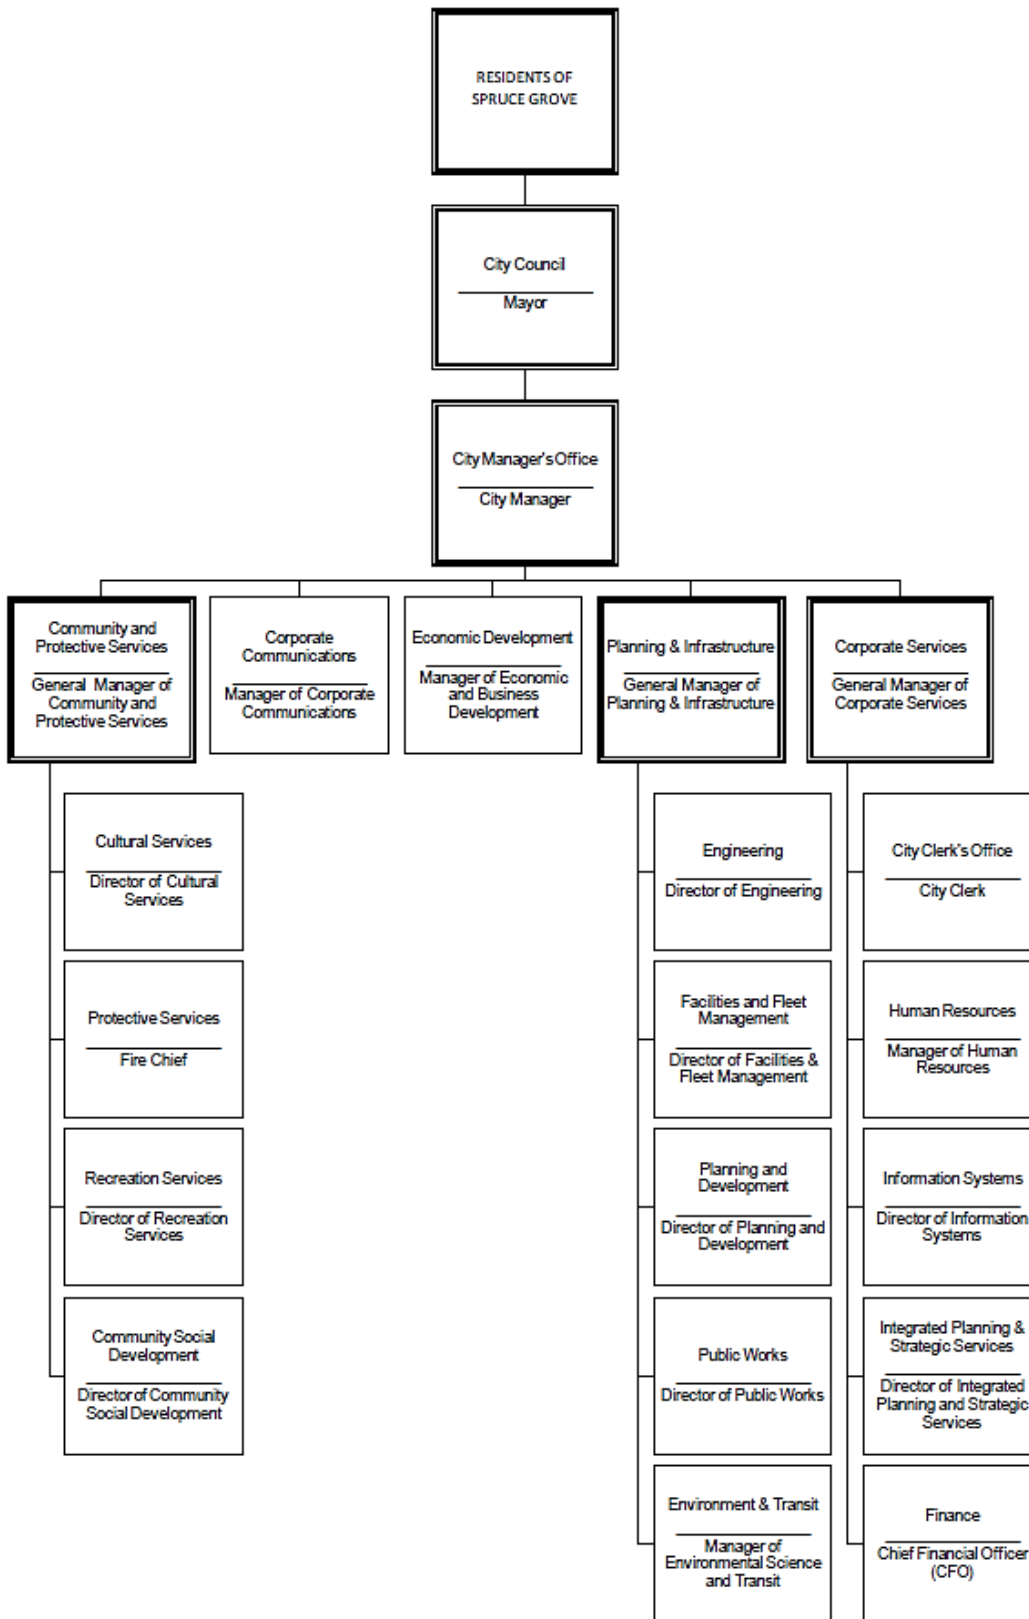 RESIDENTS OF
SPRUCE GROVE
City Council
Mayor
City Manager's Office
City Manager
Community and
Protective Services
General Manager of
Community and
Protective Services
Corporate
Communications
Manager of Corporate
Communications
Economic Development
Manager of Economic
and Business
Development
Planning & Infrastructure
General Manager of
Planning & Infrastructure
Corporate Services
General Manager of
Corporate Services
Cultural Services
Director of Cultural
Services
Protective Services
Fire Chief
Recreation Services
Director of Recreation
Services
Community Social
Development
Director of Community
Social Development
Engineering
Director of Engineering
Facilities and Fleet
Management
Director of Facilities &
Fleet Management
Planning and
Development
Director of Planning and
Development
Public Works
Director of Public Works
Environment & Transit
Manager of
Environmental Science
and Transit
City Clerk's Office
City Clerk
Human Resources
Manager of Human
Resources
Information Systems
Director of Information
Systems
Integrated Planning &
Strategic Services
Director of Integrated
Planning and Strategic
Services
Finance
Chief Financial Officer
(CFO)